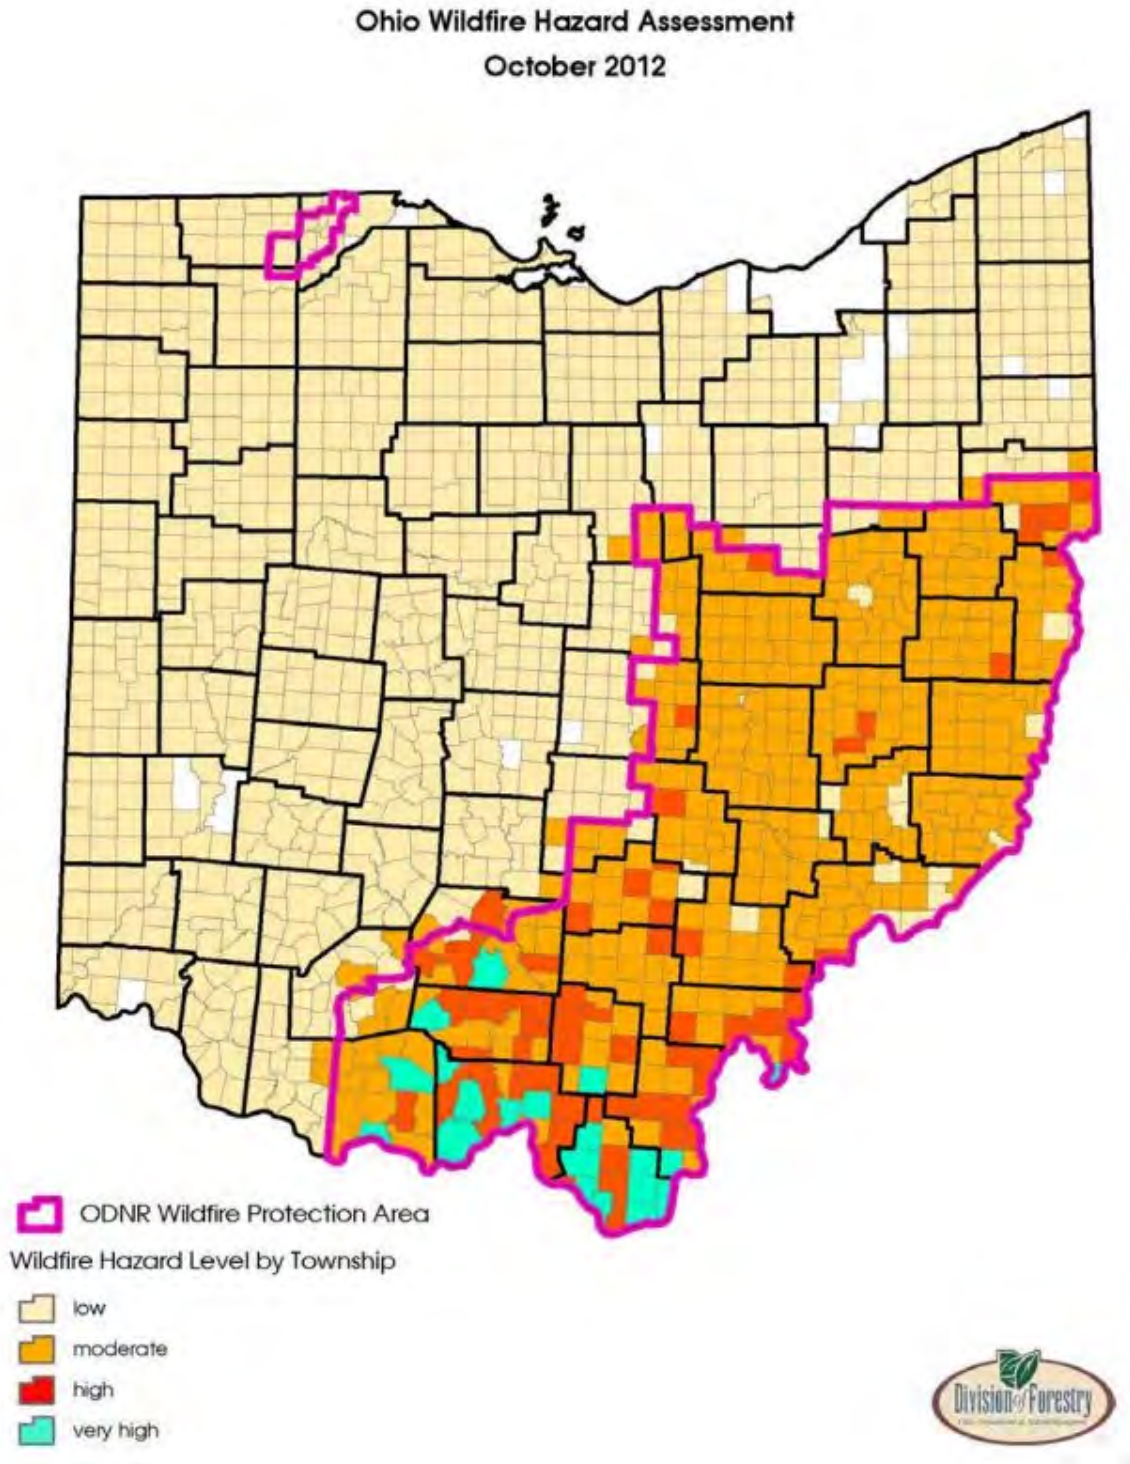 Ohio Wildfire Hazard Assessment
October 2012
ODNR Wildfire Protection Area
Wildfire Hazard Level by Township
low
moderate
high
very high
Division of Forestry